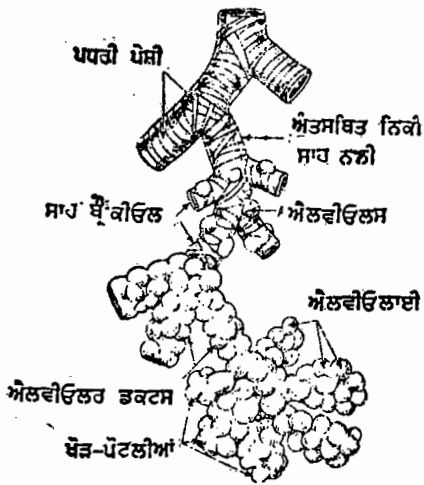 ਪਧਰੀ ਪੇਸ਼ੀ
ਅੰਤਸਥਿਤ ਨਿਕੀ
ਸਾਹ ਨਲੀ
ਸਾਹ ਬ੍ਰੌਂਕੀਓਲ
ਐਲਵੀਓਲਸ
ਐਲਵੀਓਲਾਈ
ਐਲਵੀਓਲਰ ਡਕਟਸ
ਖੋੜ-ਪੋਟਲੀਆਂ